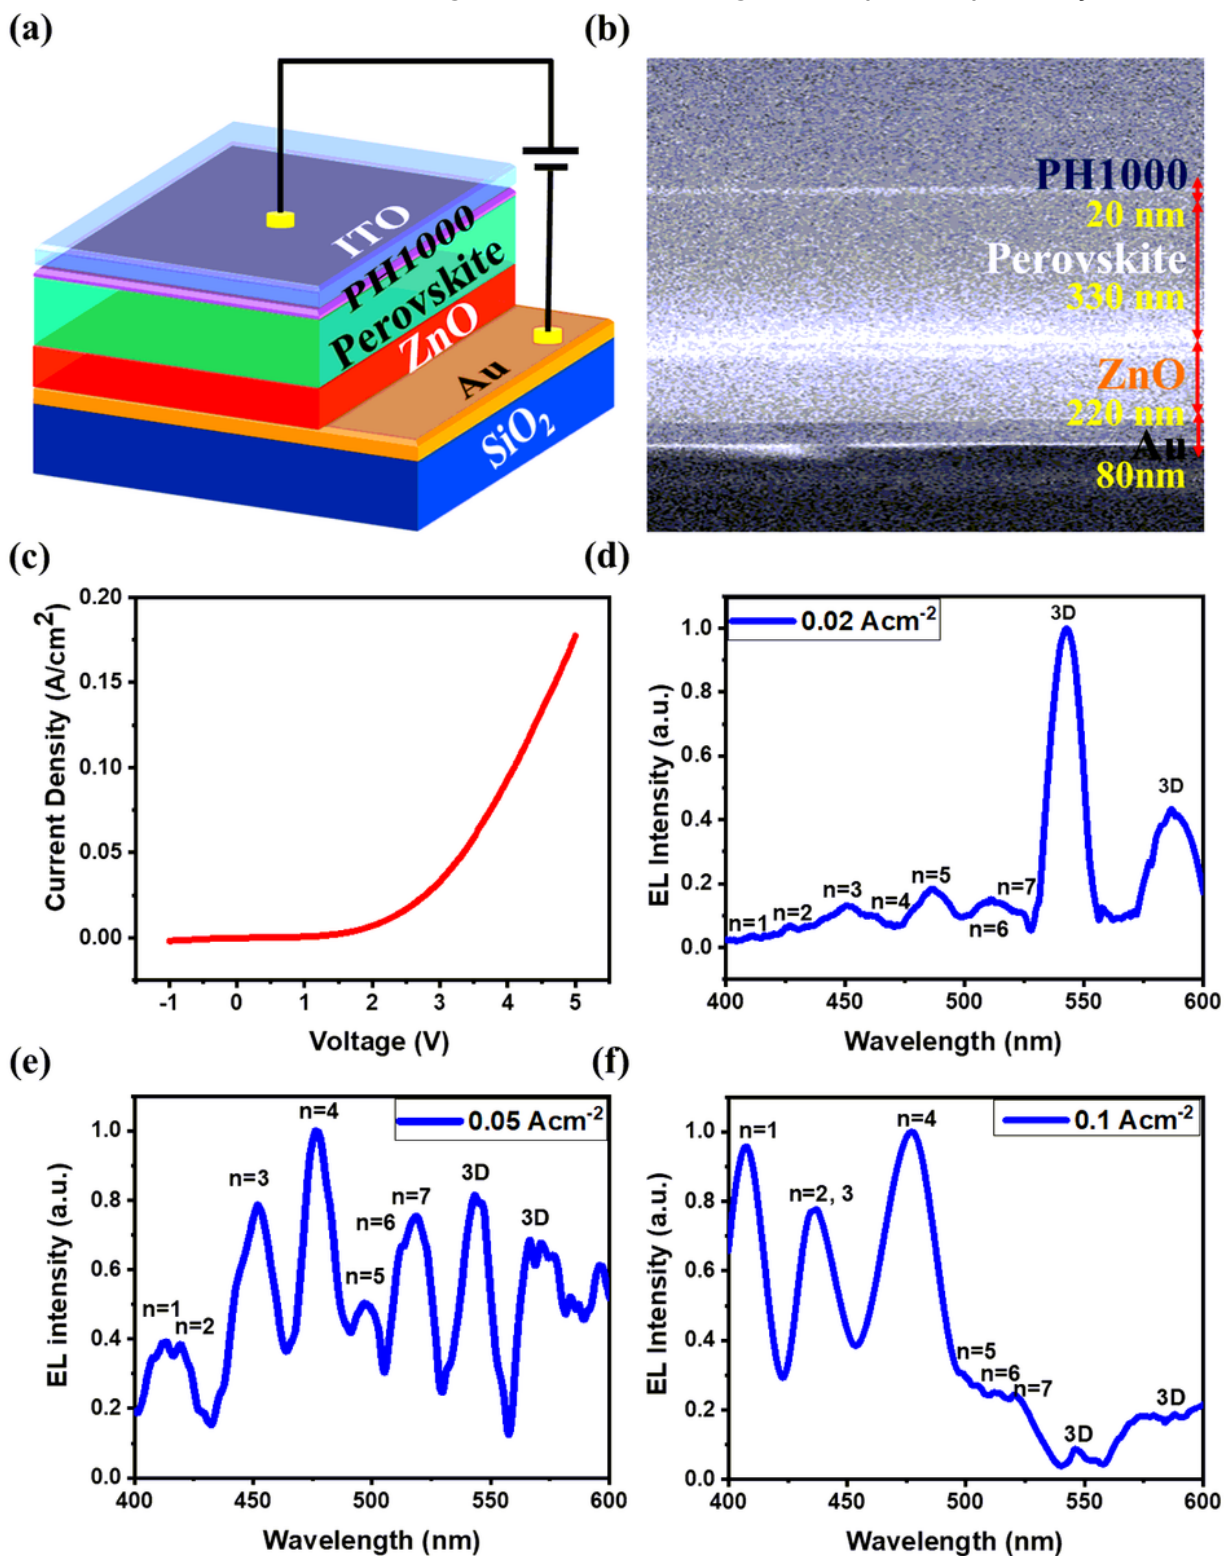 (a)
ITO
PH1000
Perovskite
ZnO
Au
SiO2
(b)
PH1000
20 nm
Perovskite
330 nm
ZnO
220 nm
Au
80nm
(c)
0.20
0.15
0.10
0.05
0.00
Current Density (A/cm2)
-1 0 1 2 3 4 5
Voltage (V)
(d)
0.02 Acm-2
3D
3D
n=1
n=2
n=3
n=4
n=5
n=6
n=7
1.0
0.8
0.6
0.4
0.2
0.0
EL Intensity (a.u.)
400 450 500 550 600
Wavelength (nm)
(e)
0.05 Acm-2
n=1
n=2
n=3
n=4
n=5
n=6
n=7
3D
3D
1.0
0.8
0.6
0.4
0.2
0.0
EL intensity (a.u.)
400 450 500 550 600
Wavelength (nm)
(f)
0.1 Acm-2
n=1
n=2, 3
n=4
n=5
n=6
n=7
3D
3D
1.0
0.8
0.6
0.4
0.2
0.0
EL Intensity (a.u.)
400 450 500 550 600
Wavelength (nm)